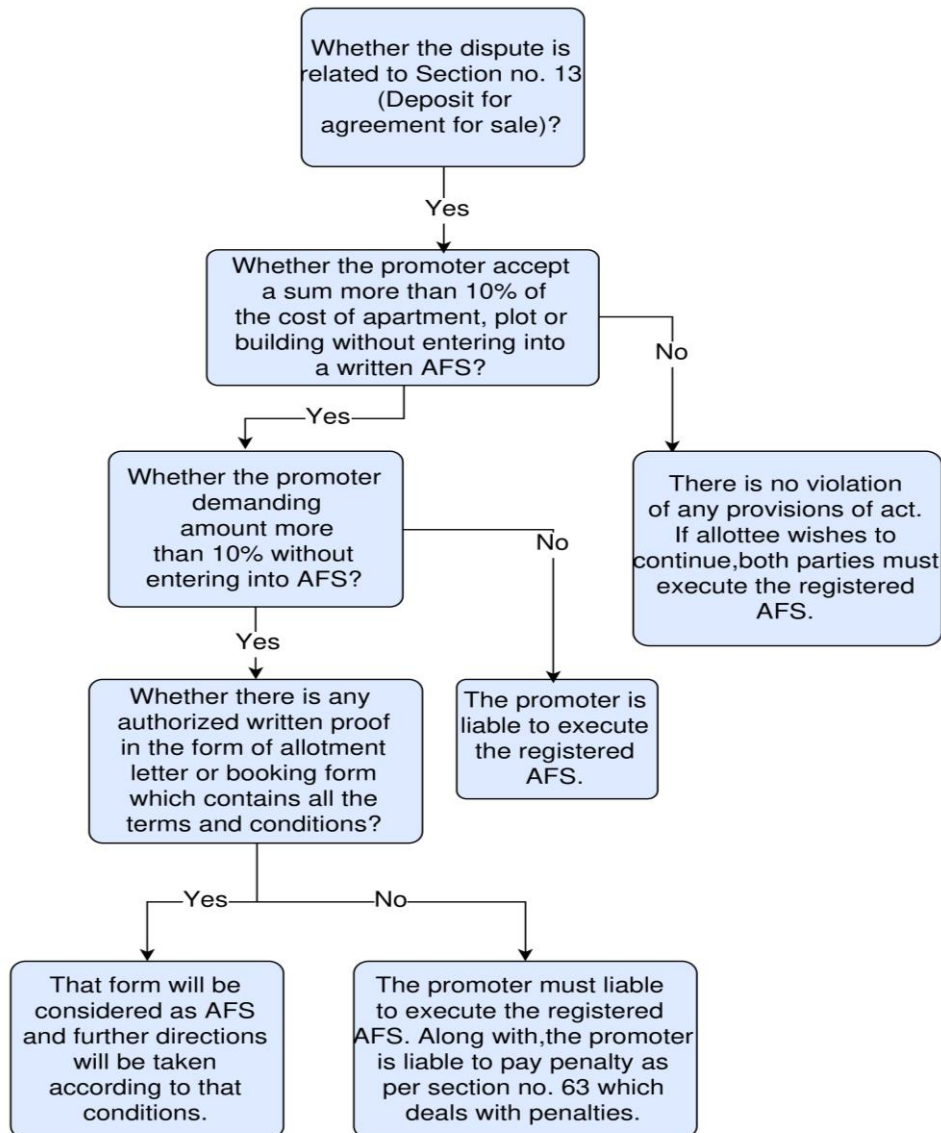 Whether the dispute is
related to Section no. 13
(Deposit for
agreement for sale)?
Yes
Whether the promoter accept
a sum more than 10% of
the cost of apartment, plot or
building without entering into
a written AFS?
No
Yes
Whether the promoter
demanding
amount more
than 10% without
entering into AFS?
There is no violation
of any provisions of act.
If allottee wishes to
continue,both parties must
execute the registered
AFS.
No
Yes
Whether there is any
authorized written proof
in the form of allotment
letter or booking form
which contains all the
terms and conditions?
The promoter is
liable to execute
the registered
AFS.
Yes
No
That form will be
considered as AFS
and further directions
will be taken
according to that
conditions.
The promoter must liable
to execute the registered
AFS. Along with,the promoter
is liable to pay penalty as
per section no. 63 which
deals with penalties.